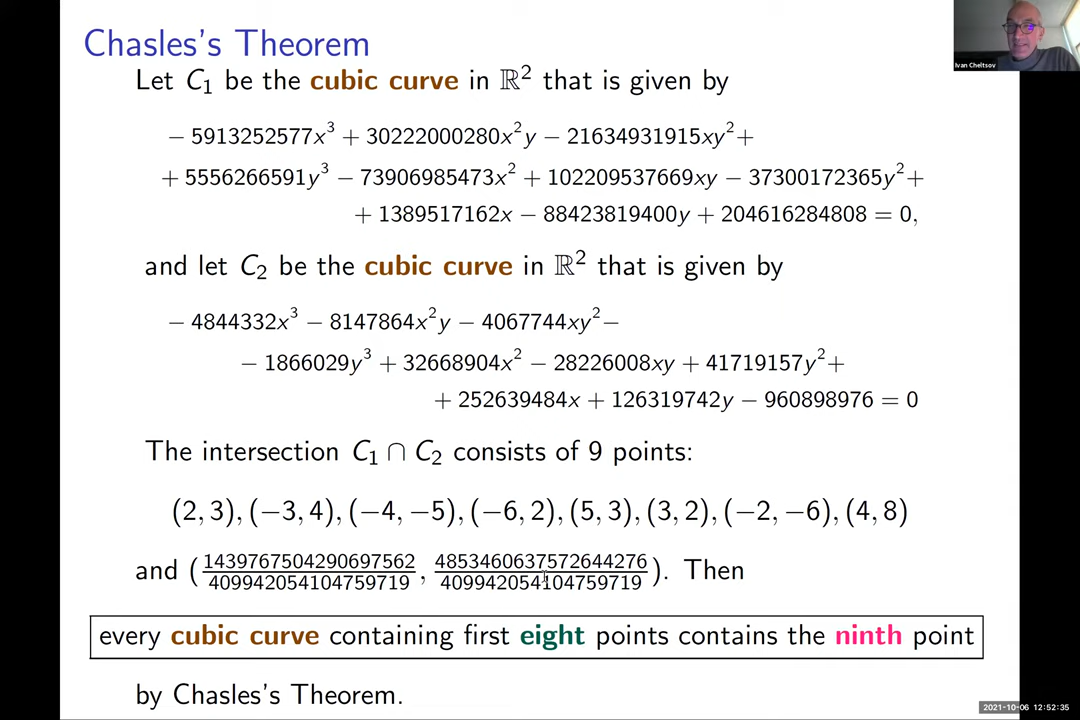 Chasles's Theorem
Ivan Cheltsov
Let C₁ be the cubic curve in ℝ² that is given by
− 5913252577x³ + 30222000280x²y − 21634931915xy²+
+ 5556266591y³ − 73906985473x² + 102209537669xy − 37300172365y²+
+ 1389517162x − 88423819400y + 204616284808 = 0,
and let C₂ be the cubic curve in ℝ² that is given by
− 4844332x³ − 8147864x²y − 4067744xy²−
− 1866029y³ + 32668904x² − 28226008xy + 41719157y²+
+ 252639484x + 126319742y − 960898976 = 0
The intersection C₁ ∩ C₂ consists of 9 points:
(2, 3), (−3, 4), (−4, −5), (−6, 2), (5, 3), (3, 2), (−2, −6), (4, 8)
and (1439767504290697562/409942054104759719, 4853460637572644276/409942054104759719). Then
every cubic curve containing first eight points contains the ninth point
by Chasles's Theorem.
2021-10-06 12:52:35